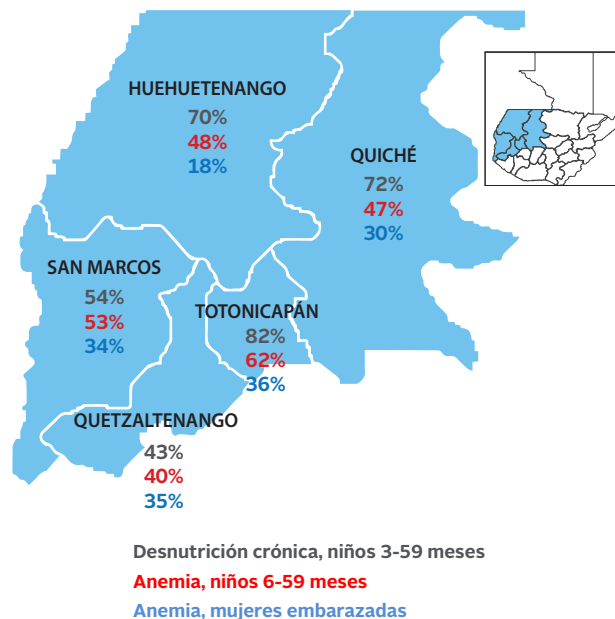 HUEHUETENANGO
70%
48%
18%
QUICHÉ
72%
47%
30%
SAN MARCOS
54%
53%
34%
TOTONICAPÁN
82%
62%
36%
QUETZALTENANGO
43%
40%
35%
Desnutrición crónica, niños 3-59 meses
Anemia, niños 6-59 meses
Anemia, mujeres embarazadas